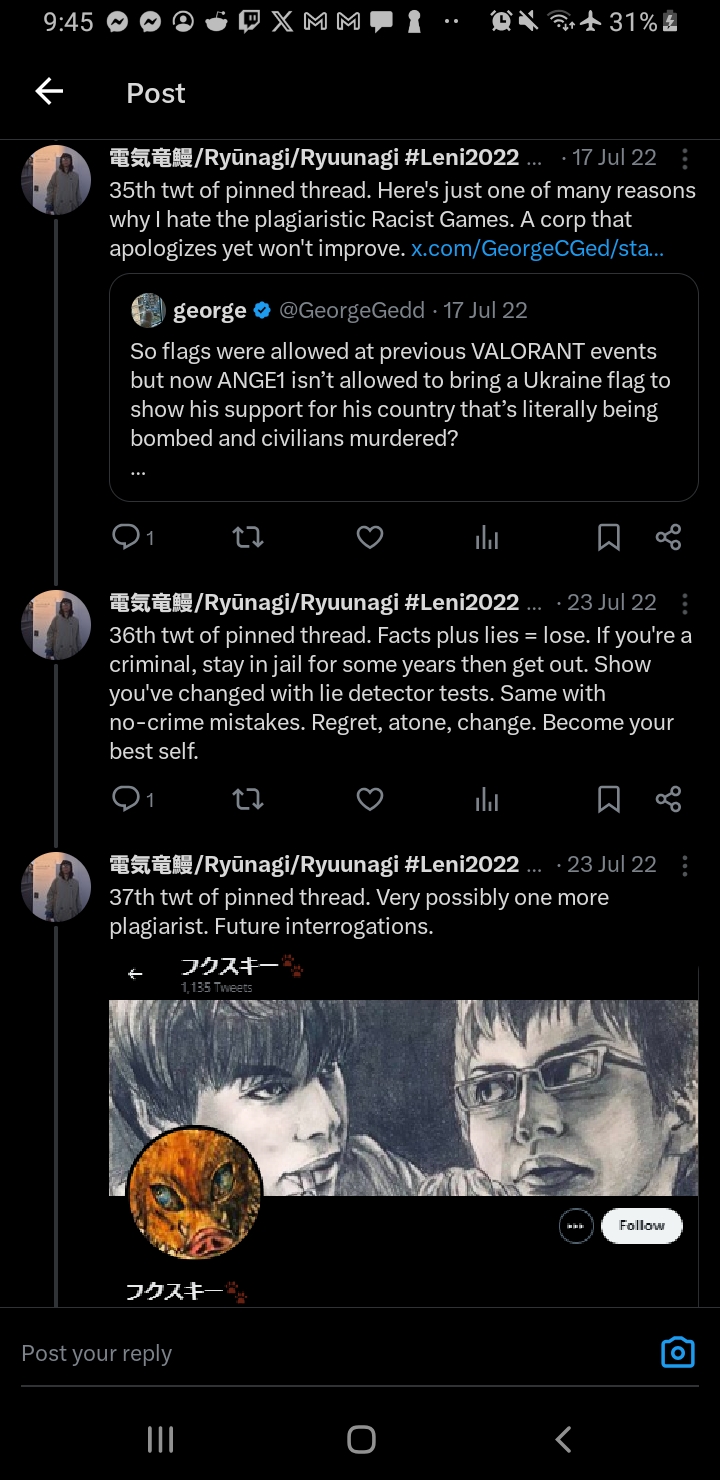 9:45
31%
Post
電気竜鰻/Ryūnagi/Ryuunagi #Leni2022 ... · 17 Jul 22
35th twt of pinned thread. Here's just one of many reasons
why I hate the plagiaristic Racist Games. A corp that
apologizes yet won't improve. x.com/GeorgeCGed/sta...
george @GeorgeGedd · 17 Jul 22
So flags were allowed at previous VALORANT events
but now ANGE1 isn’t allowed to bring a Ukraine flag to
show his support for his country that’s literally being
bombed and civilians murdered?
...
1
電気竜鰻/Ryūnagi/Ryuunagi #Leni2022 ... · 23 Jul 22
36th twt of pinned thread. Facts plus lies = lose. If you're a
criminal, stay in jail for some years then get out. Show
you've changed with lie detector tests. Same with
no-crime mistakes. Regret, atone, change. Become your
best self.
1
電気竜鰻/Ryūnagi/Ryuunagi #Leni2022 ... · 23 Jul 22
37th twt of pinned thread. Very possibly one more
plagiarist. Future interrogations.
フクスキー🐾
1,135 Tweets
Follow
フクスキー🐾
Post your reply